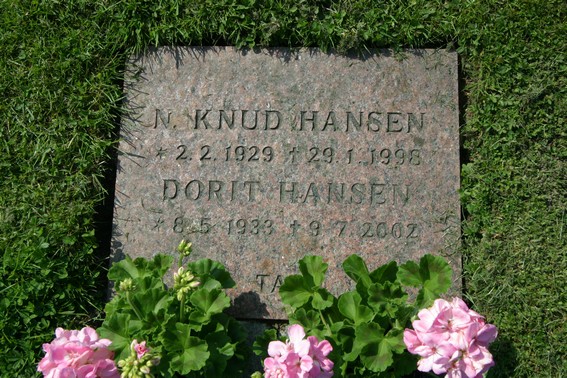 N. KNUD HANSEN
* 2. 2. 1929 † 29. 1. 1998
DORIT HANSEN
* 8. 5. 1933 † 9. 7. 2002